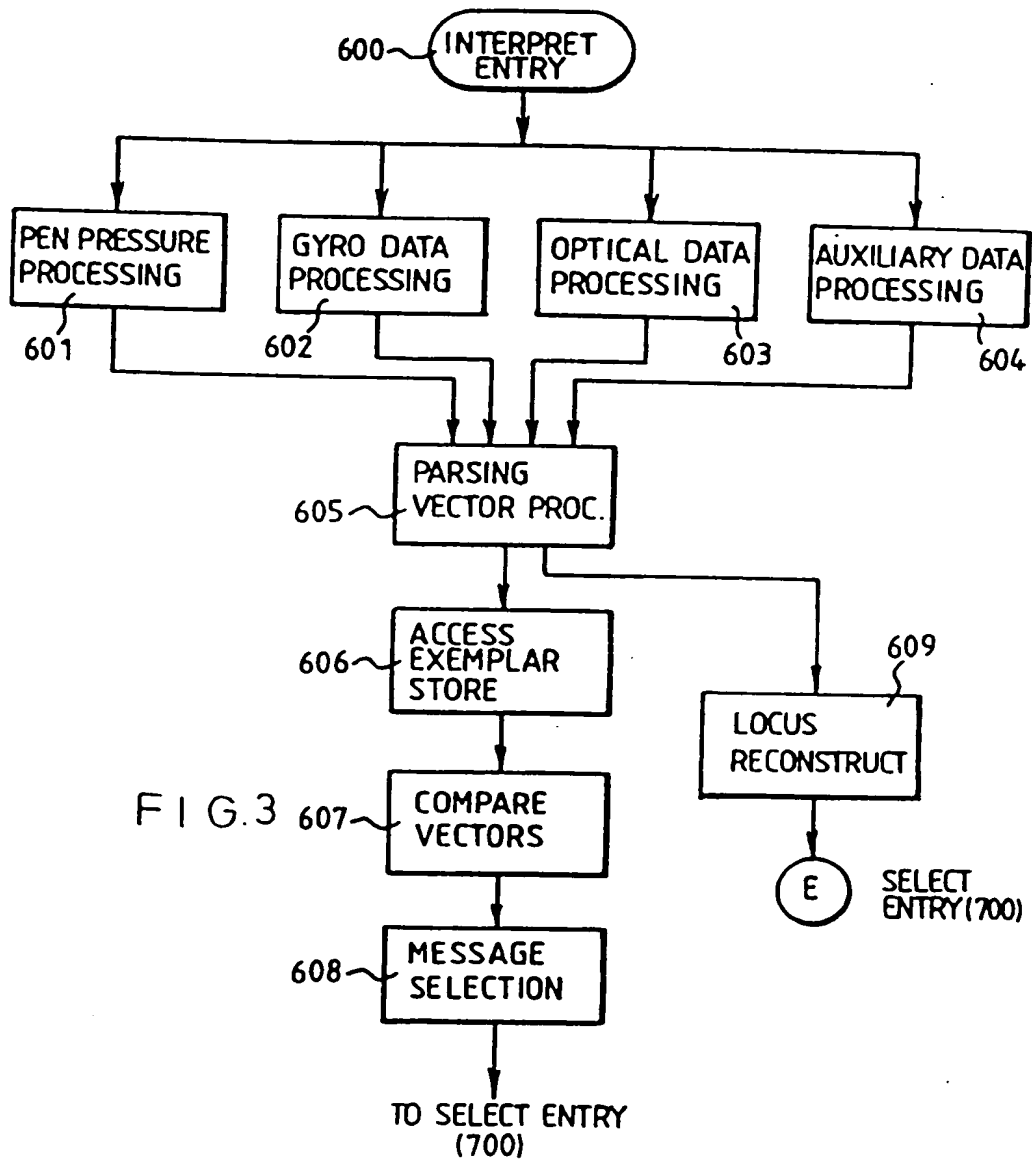 600
INTERPRET
ENTRY
PEN PRESSURE
PROCESSING
601
GYRO DATA
PROCESSING
602
OPTICAL DATA
PROCESSING
603
AUXILIARY DATA
PROCESSING
604
PARSING
VECTOR PROC.
605
ACCESS
EXEMPLAR
STORE
606
609
LOCUS
RECONSTRUCT
FIG.3
607
COMPARE
VECTORS
E
SELECT
ENTRY(700)
608
MESSAGE
SELECTION
TO SELECT ENTRY
(700)